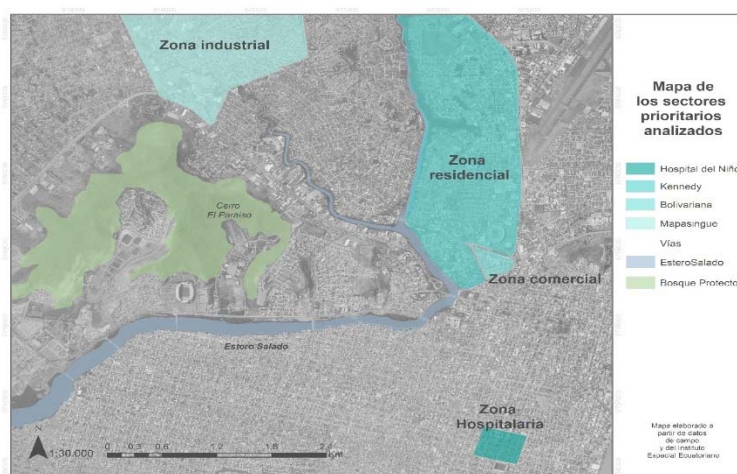 Zona industrial
Zona
residencial
Cerro
El Paraíso
Zona comercial
Estero Salado
Zona
Hospitalaria
N
1:30.000
0 0.3 0.6 1.2 1.8 2.4
Km
Mapa de
los sectores
prioritarios
analizados
Hospital del Niño
Kennedy
Bolivariana
Mapasingue
Vías
EsteroSalado
Bosque Protector
Mapa elaborado a
partir de datos
de campo
y del Instituto
Espacial Ecuatoriano